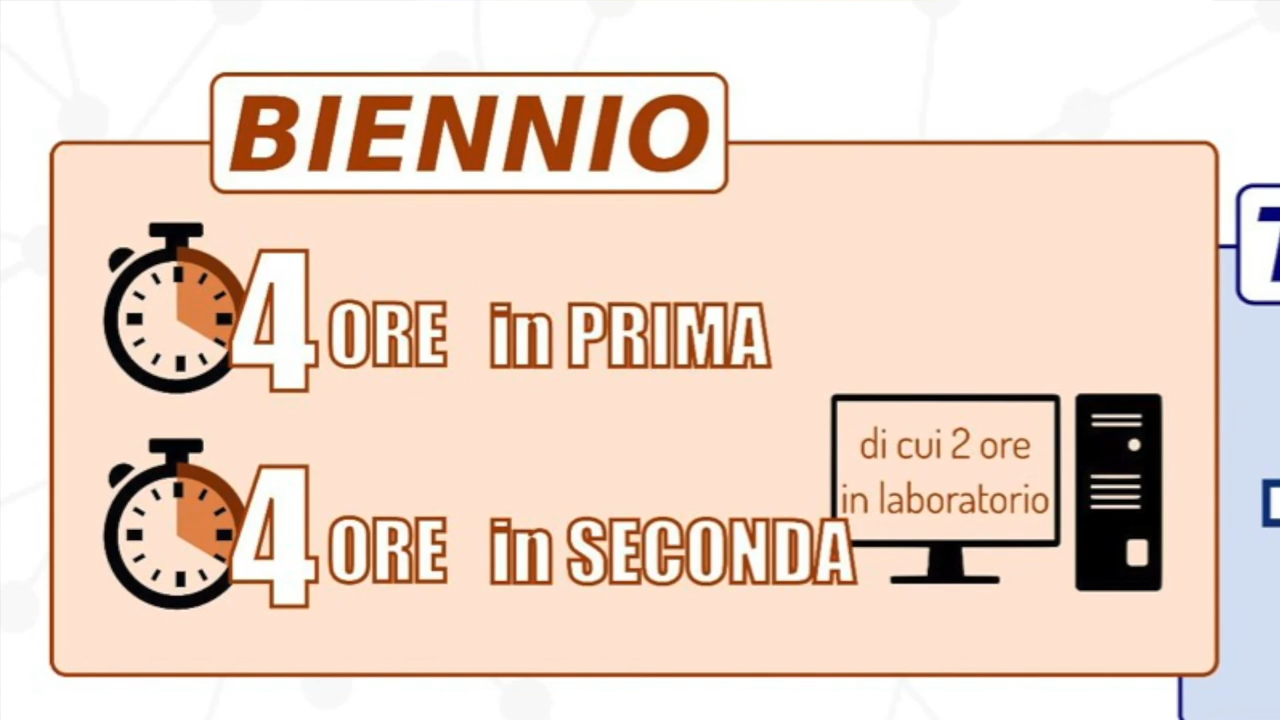 BIENNIO
4 ORE in PRIMA
di cui 2 ore
in laboratorio
4 ORE in SECONDA